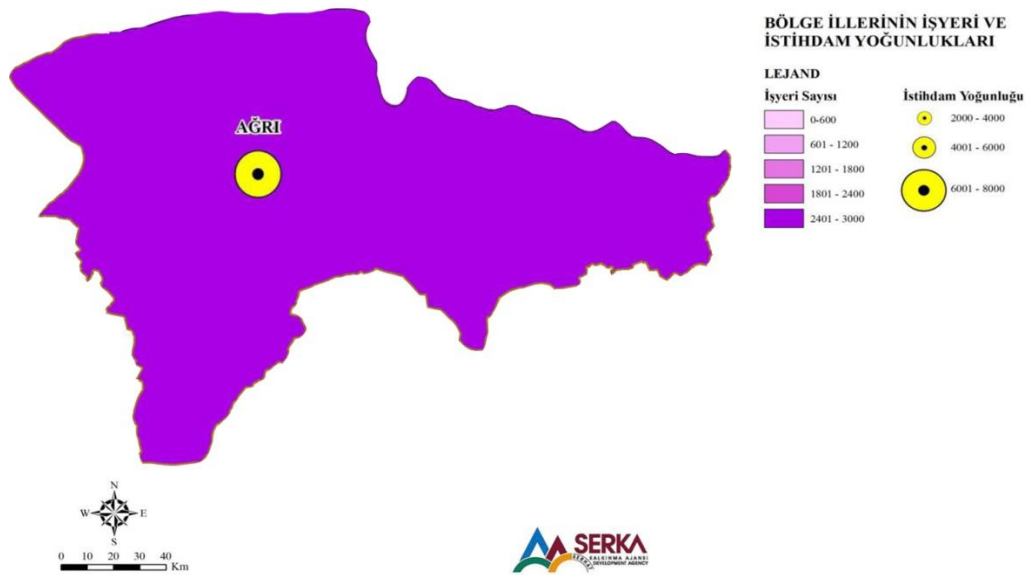 BÖLGE İLLERİNİN İŞYERİ VE
İSTİHDAM YOĞUNLUKLARI
LEJAND
İşyeri Sayısı
0-600
601 - 1200
1201 - 1800
1801 - 2400
2401 - 3000
İstihdam Yoğunluğu
2000 - 4000
4001 - 6000
6001 - 8000
AĞRI
N
W E
S
0 10 20 30 40
Km
SERKA
KALKINMA AJANSI
DEVELOPMENT AGENCY
SERHAT